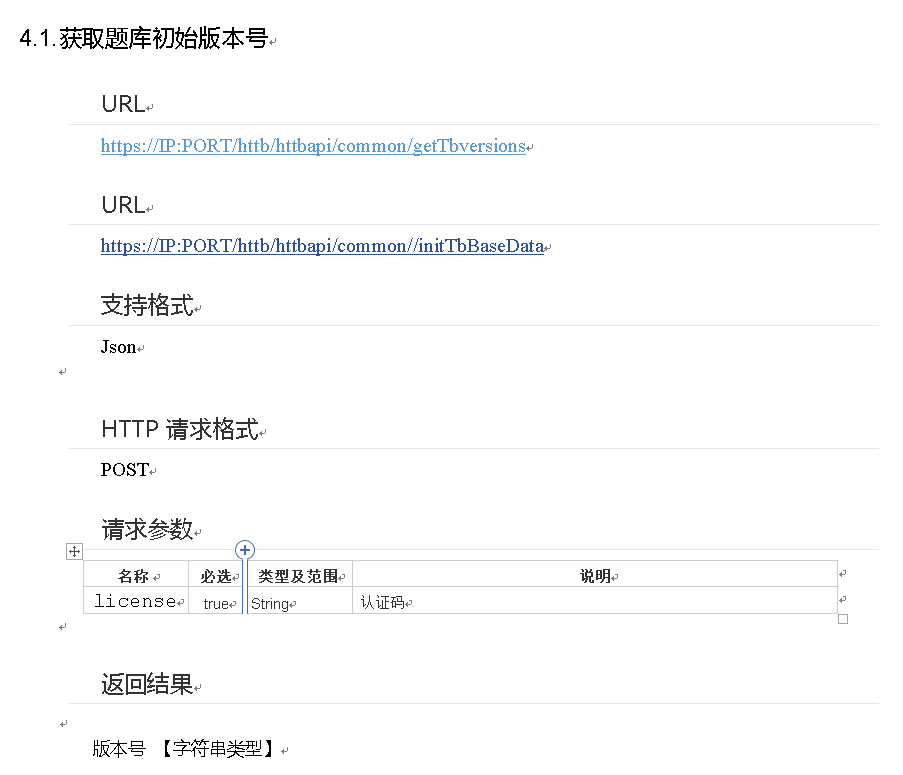 4.1.获取题库初始版本号
URL
https://IP:PORT/httb/httbapi/common/getTbversions
URL
https://IP:PORT/httb/httbapi/common//initTbBaseData
支持格式
Json
HTTP 请求格式
POST
请求参数
名称 必选 类型及范围 说明
license true String 认证码
返回结果
版本号 【字符串类型】